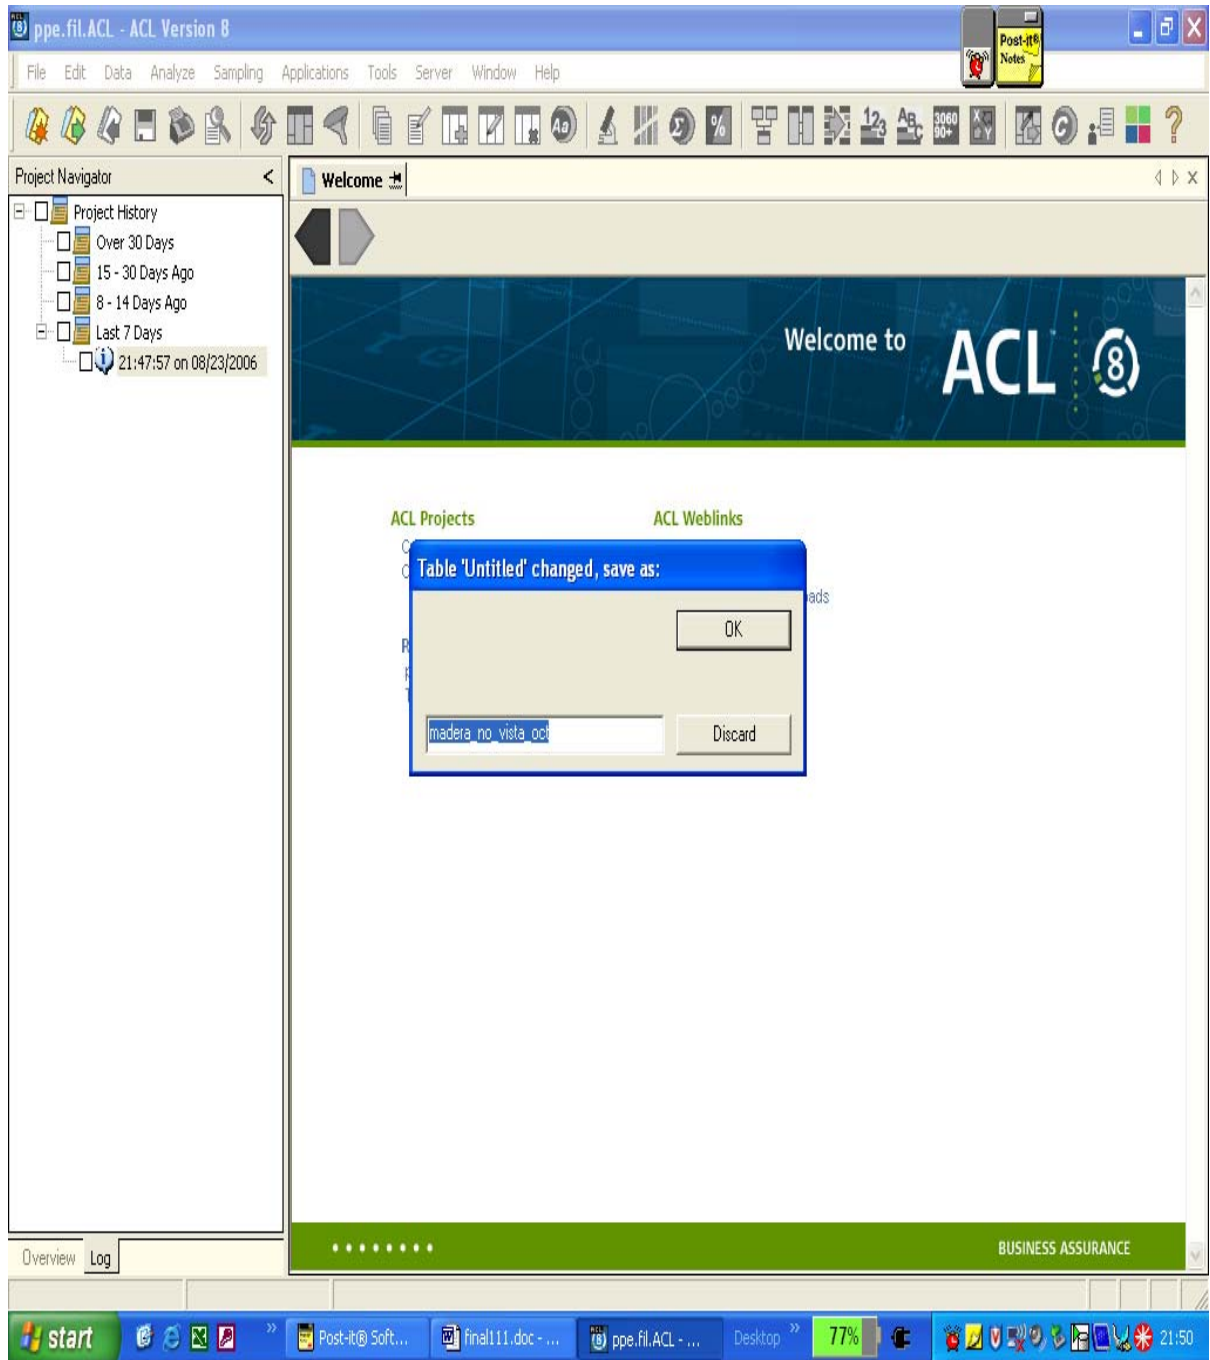 ppe.fil.ACL - ACL Version 8
Post-it®
Notes
File Edit Data Analyze Sampling Applications Tools Server Window Help
Project Navigator
Welcome
Project History
Over 30 Days
15 - 30 Days Ago
8 - 14 Days Ago
Last 7 Days
21:47:57 on 08/23/2006
Welcome to ACL 8
ACL Projects
ACL Weblinks
Table 'Untitled' changed, save as:
OK
madera_no_vista_oct
Discard
BUSINESS ASSURANCE
Overview Log
start
Post-it® Soft...
final111.doc - ...
ppe.fil.ACL - ...
Desktop
77%
21:50